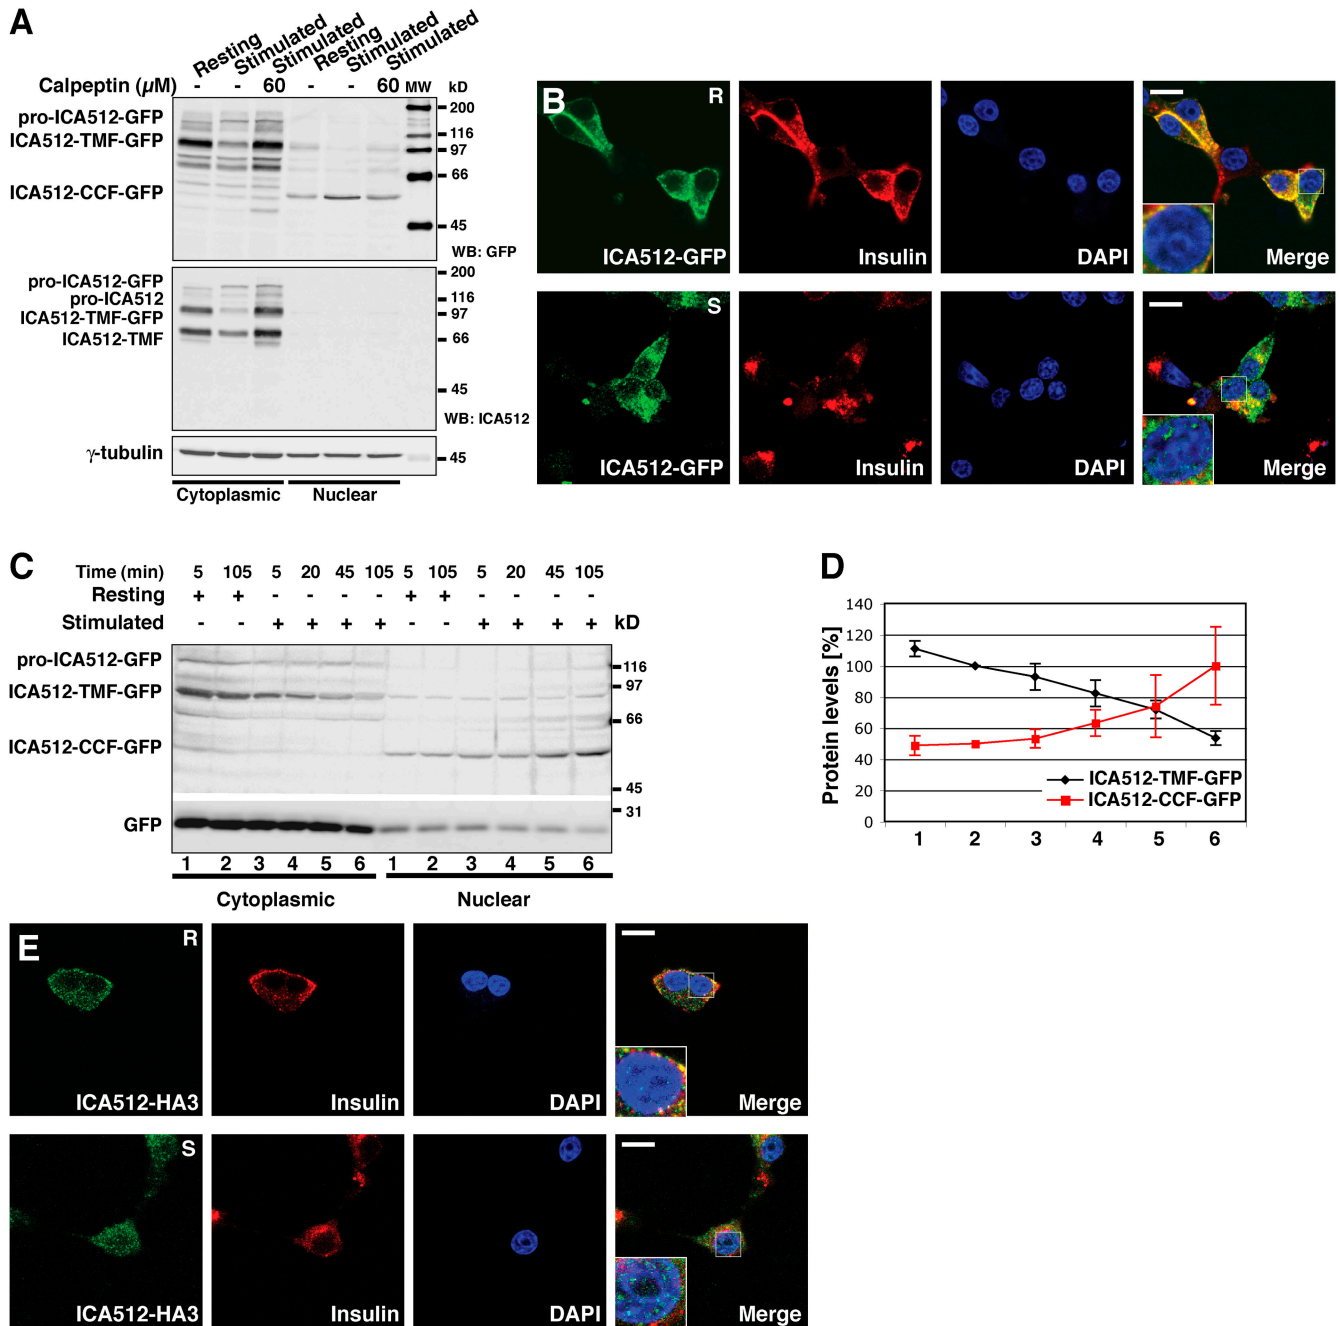 A
Resting Stimulated Stimulated Resting Stimulated Stimulated
Calpeptin (µM) - - 60 - - 60 MW kD
pro-ICA512-GFP
ICA512-TMF-GFP
ICA512-CCF-GFP
200
116
97
66
45
WB: GFP
pro-ICA512-GFP
pro-ICA512
ICA512-TMF-GFP
ICA512-TMF
200
116
97
66
45
WB: ICA512
γ-tubulin
45
Cytoplasmic Nuclear
B
R
ICA512-GFP Insulin DAPI Merge
S
ICA512-GFP Insulin DAPI Merge
C
Time (min) 5 105 5 20 45 105 5 105 5 20 45 105
Resting + + - - - - + + - - - -
Stimulated - - + + + + - - + + + + kD
pro-ICA512-GFP
ICA512-TMF-GFP
ICA512-CCF-GFP
GFP
116
97
66
45
31
1 2 3 4 5 6 1 2 3 4 5 6
Cytoplasmic Nuclear
D
Protein levels [%]
140
120
100
80
60
40
20
0
ICA512-TMF-GFP
ICA512-CCF-GFP
1 2 3 4 5 6
E
R
ICA512-HA3 Insulin DAPI Merge
S
ICA512-HA3 Insulin DAPI Merge